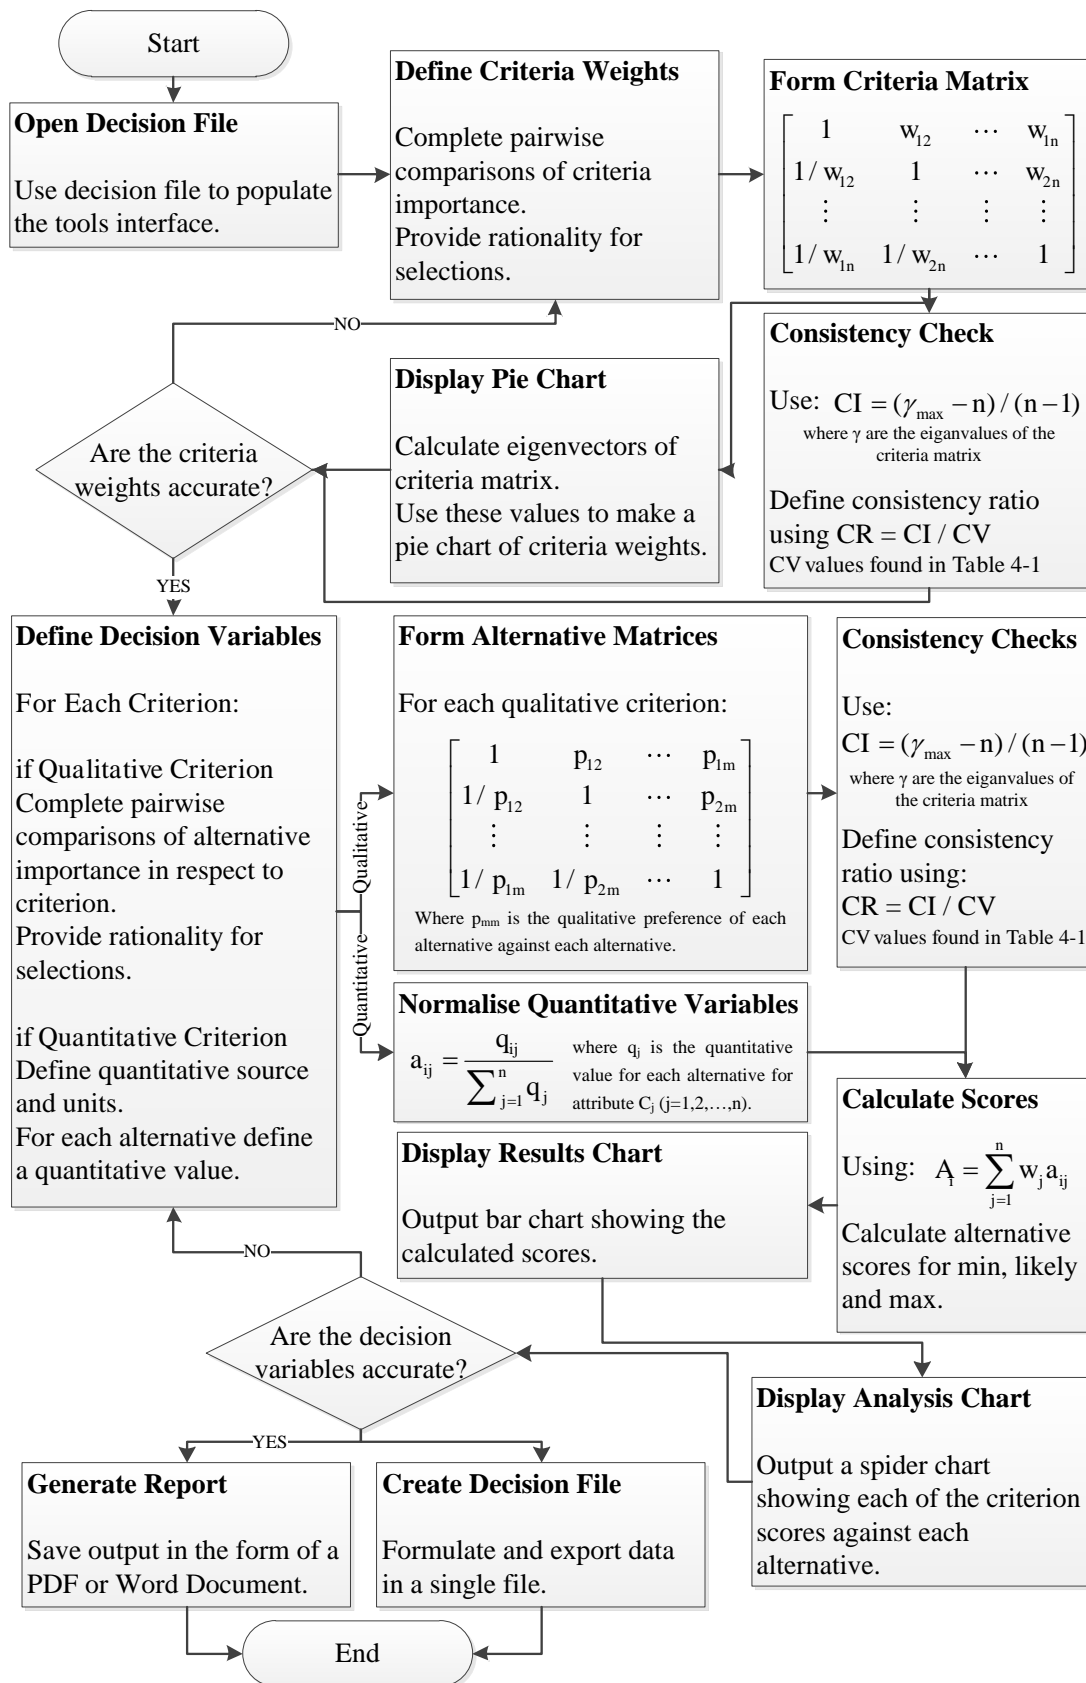 Start
Open Decision File
Use decision file to populate
the tools interface.
Define Criteria Weights
Complete pairwise
comparisons of criteria
importance.
Provide rationality for
selections.
Form Criteria Matrix
1 w12 ⋯ w1n
1/ w12 1 ⋯ w2n
⋮ ⋮ ⋮ ⋮
1/ w1n 1/ w2n ⋯ 1
NO
Consistency Check
Use: CI = (γmax − n) / (n − 1)
where γ are the eiganvalues of the
criteria matrix
Define consistency ratio
using CR = CI / CV
CV values found in Table 4-1
Display Pie Chart
Calculate eigenvectors of
criteria matrix.
Use these values to make a
pie chart of criteria weights.
Are the criteria
weights accurate?
YES
Define Decision Variables
For Each Criterion:
if Qualitative Criterion
Complete pairwise
comparisons of alternative
importance in respect to
criterion.
Provide rationality for
selections.
if Quantitative Criterion
Define quantitative source
and units.
For each alternative define
a quantitative value.
Qualitative
Quantitative
Form Alternative Matrices
For each qualitative criterion:
1 p12 ⋯ p1m
1/ p12 1 ⋯ p2m
⋮ ⋮ ⋮ ⋮
1/ p1m 1/ p2m ⋯ 1
Where pmm is the qualitative preference of each
alternative against each alternative.
Consistency Checks
Use:
CI = (γmax − n) / (n − 1)
where γ are the eiganvalues of
the criteria matrix
Define consistency
ratio using:
CR = CI / CV
CV values found in Table 4-1
Normalise Quantitative Variables
aij = qij / ∑j=1n qj
where qj is the quantitative
value for each alternative for
attribute Cj (j=1,2,…,n).
Calculate Scores
Using: Ai = ∑j=1n wj aij
Calculate alternative
scores for min, likely
and max.
Display Results Chart
Output bar chart showing the
calculated scores.
NO
Are the decision
variables accurate?
YES
Display Analysis Chart
Output a spider chart
showing each of the criterion
scores against each
alternative.
Generate Report
Save output in the form of a
PDF or Word Document.
Create Decision File
Formulate and export data
in a single file.
End